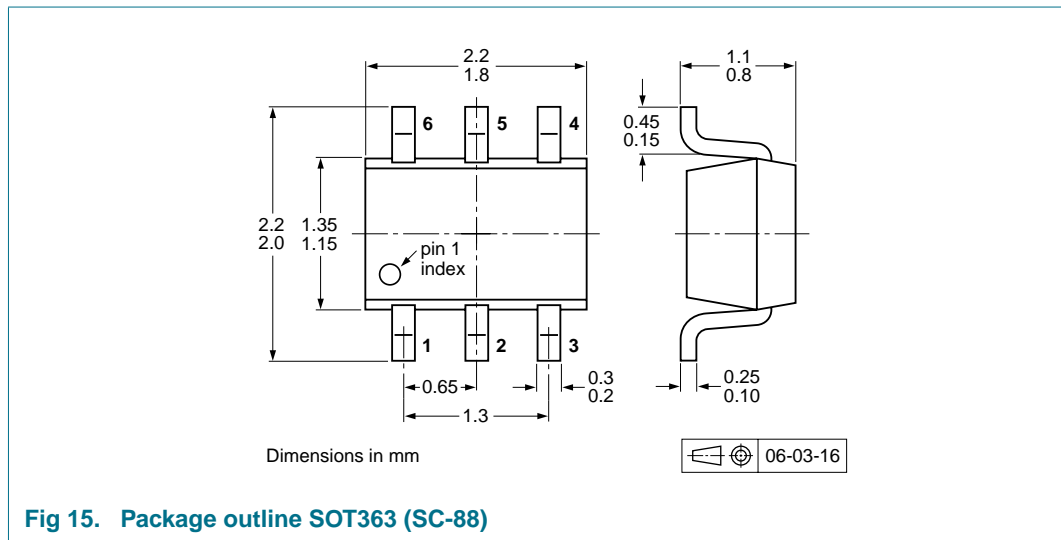 2.2
1.8
1.1
0.8
6 5 4
0.45
0.15
2.2
2.0
1.35
1.15
pin 1
index
1 2 3
0.65
0.3
0.2
0.25
0.10
1.3
Dimensions in mm
06-03-16
Fig 15. Package outline SOT363 (SC-88)